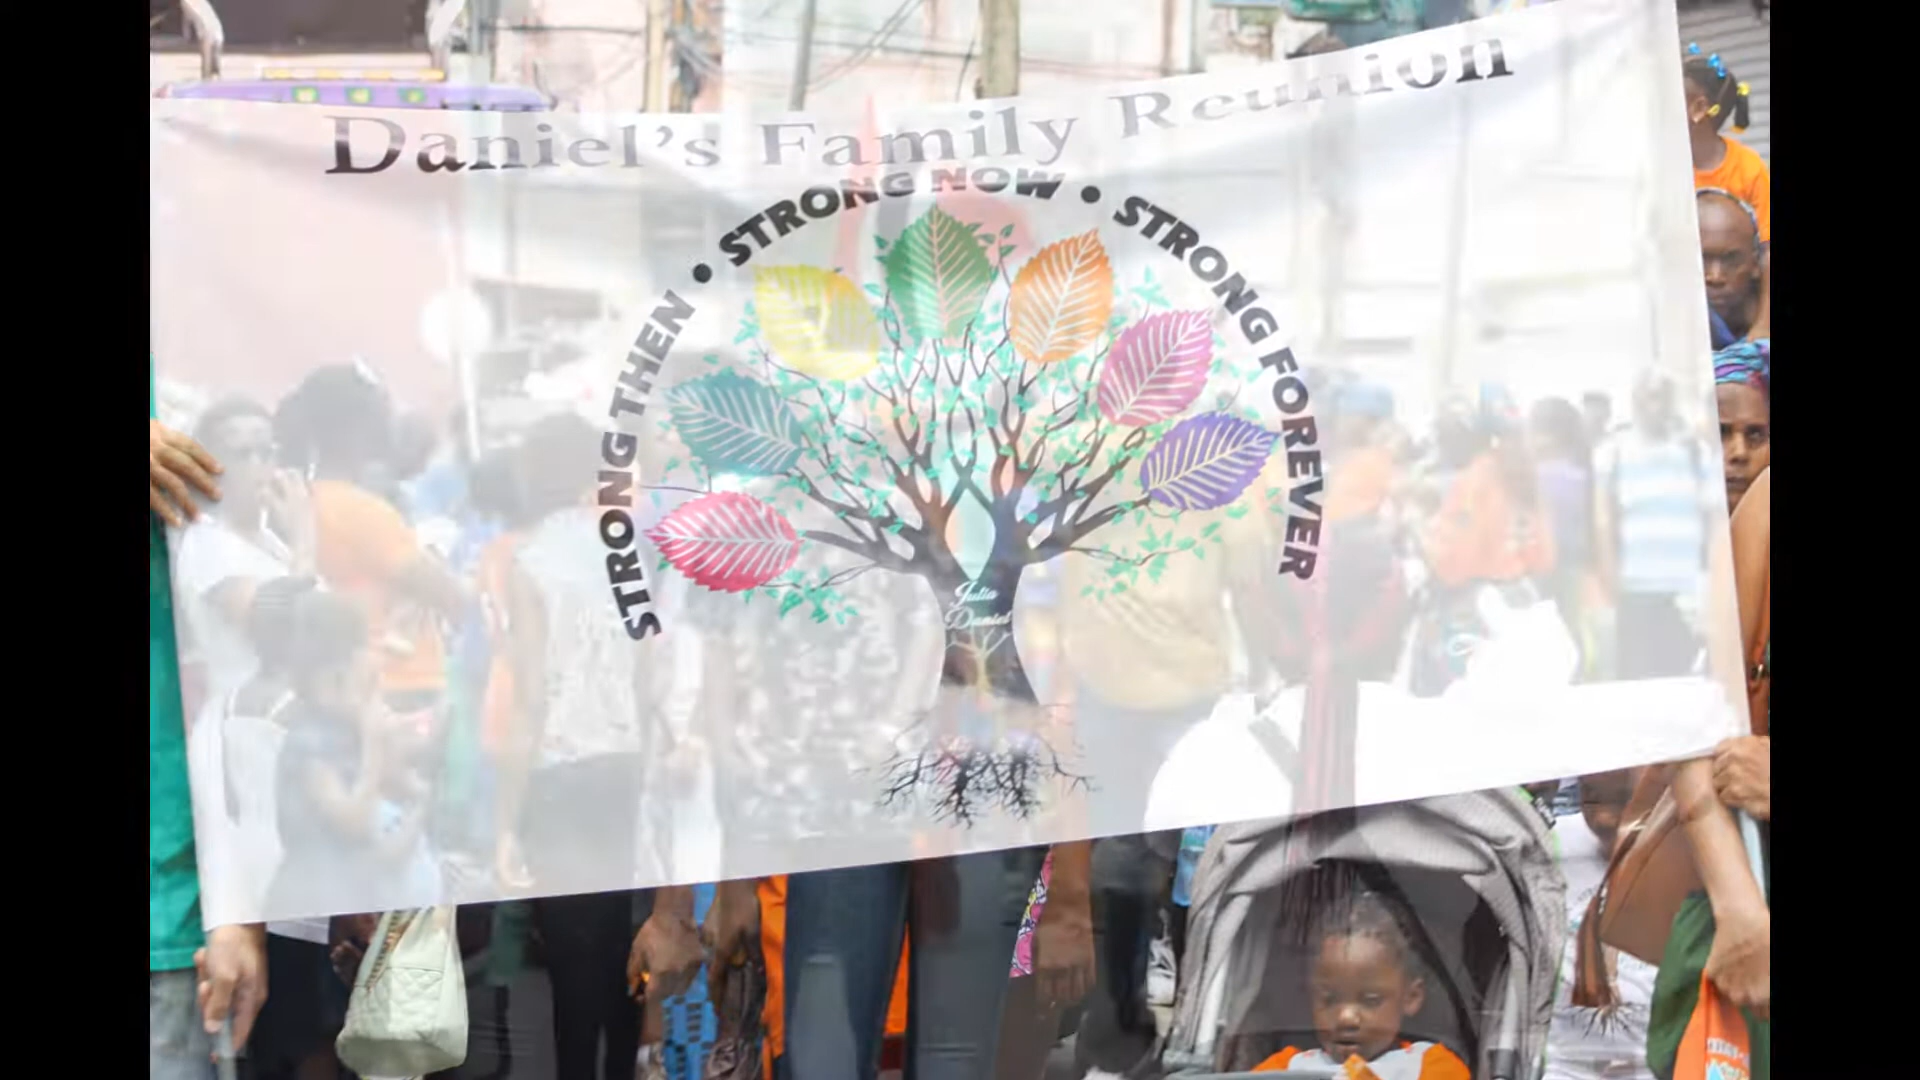 Daniel's Family Reunion
STRONG THEN • STRONG NOW • STRONG FOREVER
Julia
Daniel